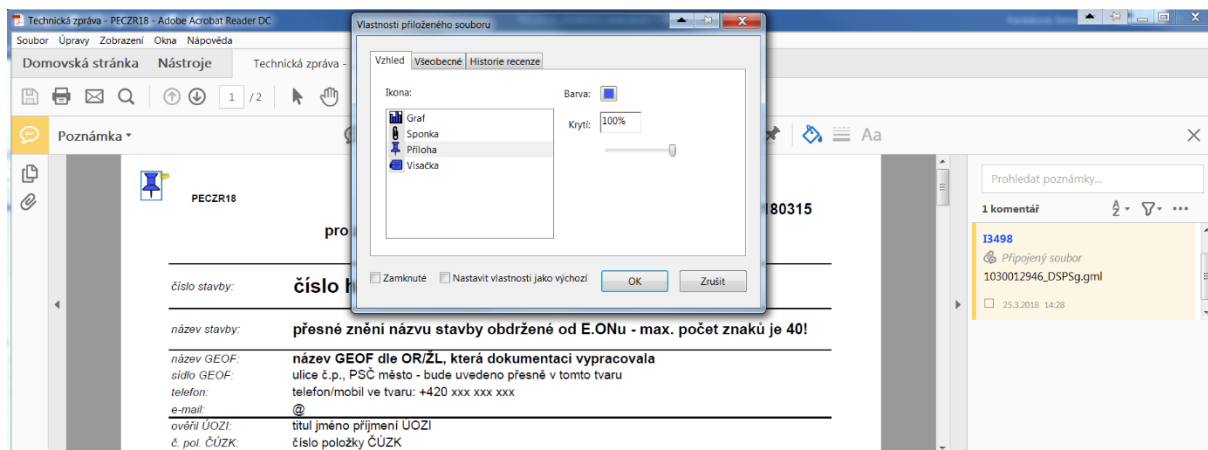 Technická zpráva - PECZR18 - Adobe Acrobat Reader DC
Soubor Úpravy Zobrazení Okna Nápověda
Domovská stránka Nástroje Technická zpráva -
1 / 2
Poznámka
Aa
Vlastnosti přiloženého souboru
Vzhled Všeobecné Historie recenze
Ikona:
Graf
Sponka
Příloha
Visačka
Barva:
Krytí: 100%
Zamknuté Nastavit vlastnosti jako výchozí OK Zrušit
PECZR18
180315
pro
číslo stavby: číslo
název stavby: přesné znění názvu stavby obdržené od E.ONu - max. počet znaků je 40!
název GEOF: název GEOF dle OR/ŽL, která dokumentaci vypracovala
sídlo GEOF: ulice č.p., PSČ město - bude uvedeno přesně v tomto tvaru
telefon: telefon/mobil ve tvaru: +420 xxx xxx xxx
e-mail: @
ověřil ÚOZI: titul jméno příjmení ÚOZI
č. pol. ČÚZK: číslo položky ČÚZK
Prohledat poznámky...
1 komentář
I3498
Připojený soubor
1030012946_DSPSg.gml
25.3.2018 14:28